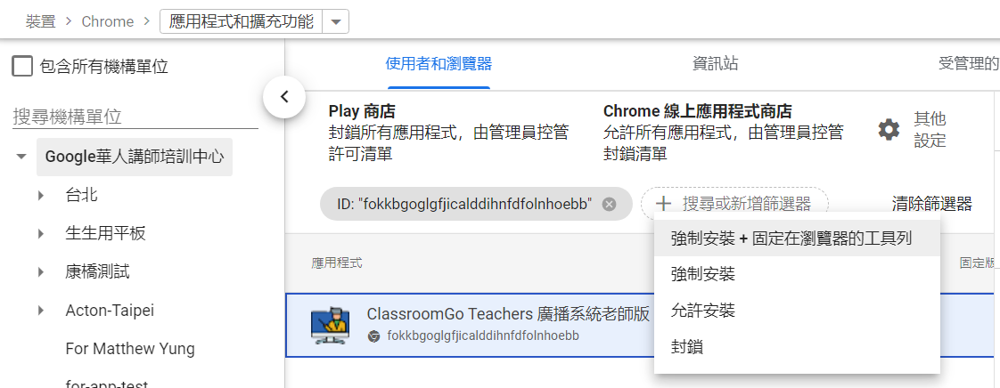 裝置 > Chrome > 應用程式和擴充功能
包含所有機構單位
搜尋機構單位
Google華人講師培訓中心
台北
生生用平板
康橋測試
Acton-Taipei
For Matthew Yung
for-app-test
使用者和瀏覽器
資訊站
受管理的
Play 商店
封鎖所有應用程式，由管理員控管
許可清單
Chrome 線上應用程式商店
允許所有應用程式，由管理員控管
封鎖清單
其他
設定
ID: "fokkbgoglgfjicalddihnfdfolnhoebb"
搜尋或新增篩選器
清除篩選器
應用程式
固定版
ClassroomGo Teachers 廣播系統老師版
fokkbgoglgfjicalddihnfdfolnhoebb
強制安裝 + 固定在瀏覽器的工具列
強制安裝
允許安裝
封鎖